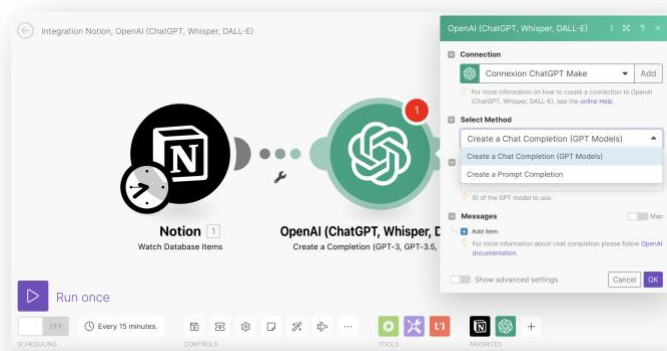 Integration Notion, OpenAI (ChatGPT, Whisper, DALL-E)
Notion 1
Watch Database Items
1
OpenAI (ChatGPT, Whisper, D
Create a Completion (GPT-3, GPT-3.5,
Run once
OFF
Every 15 minutes.
SCHEDULING
CONTROLS
TOOLS
FAVORITES
OpenAI (ChatGPT, Whisper, DALL-E)
Connection
Connexion ChatGPT Make
Add
For more information on how to create a connection to OpenAI
(ChatGPT, Whisper, DALL-E), see the online Help.
Select Method
Create a Chat Completion (GPT Models)
Create a Chat Completion (GPT Models)
Create a Prompt Completion
ID of the GPT model to use.
Messages
Map
Add item
For more information about chat completion please follow OpenAI
documentation.
Show advanced settings
Cancel
OK